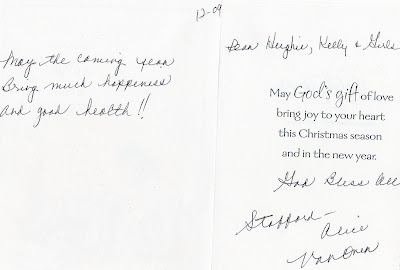 12-09
May the coming year
Bring much happiness
And good health!!
Dear Hughie, Kelly & Girls
May God's gift of love
bring joy to your heart
this Christmas season
and in the new year.
God Bless All
Stafford -
Alice